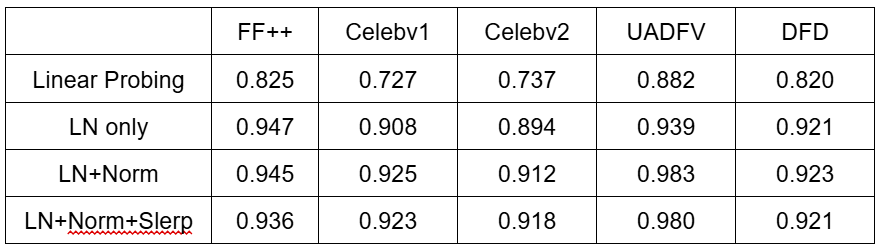 FF++ Celebv1 Celebv2 UADFV DFD
Linear Probing 0.825 0.727 0.737 0.882 0.820
LN only 0.947 0.908 0.894 0.939 0.921
LN+Norm 0.945 0.925 0.912 0.983 0.923
LN+Norm+Slerp 0.936 0.923 0.918 0.980 0.921